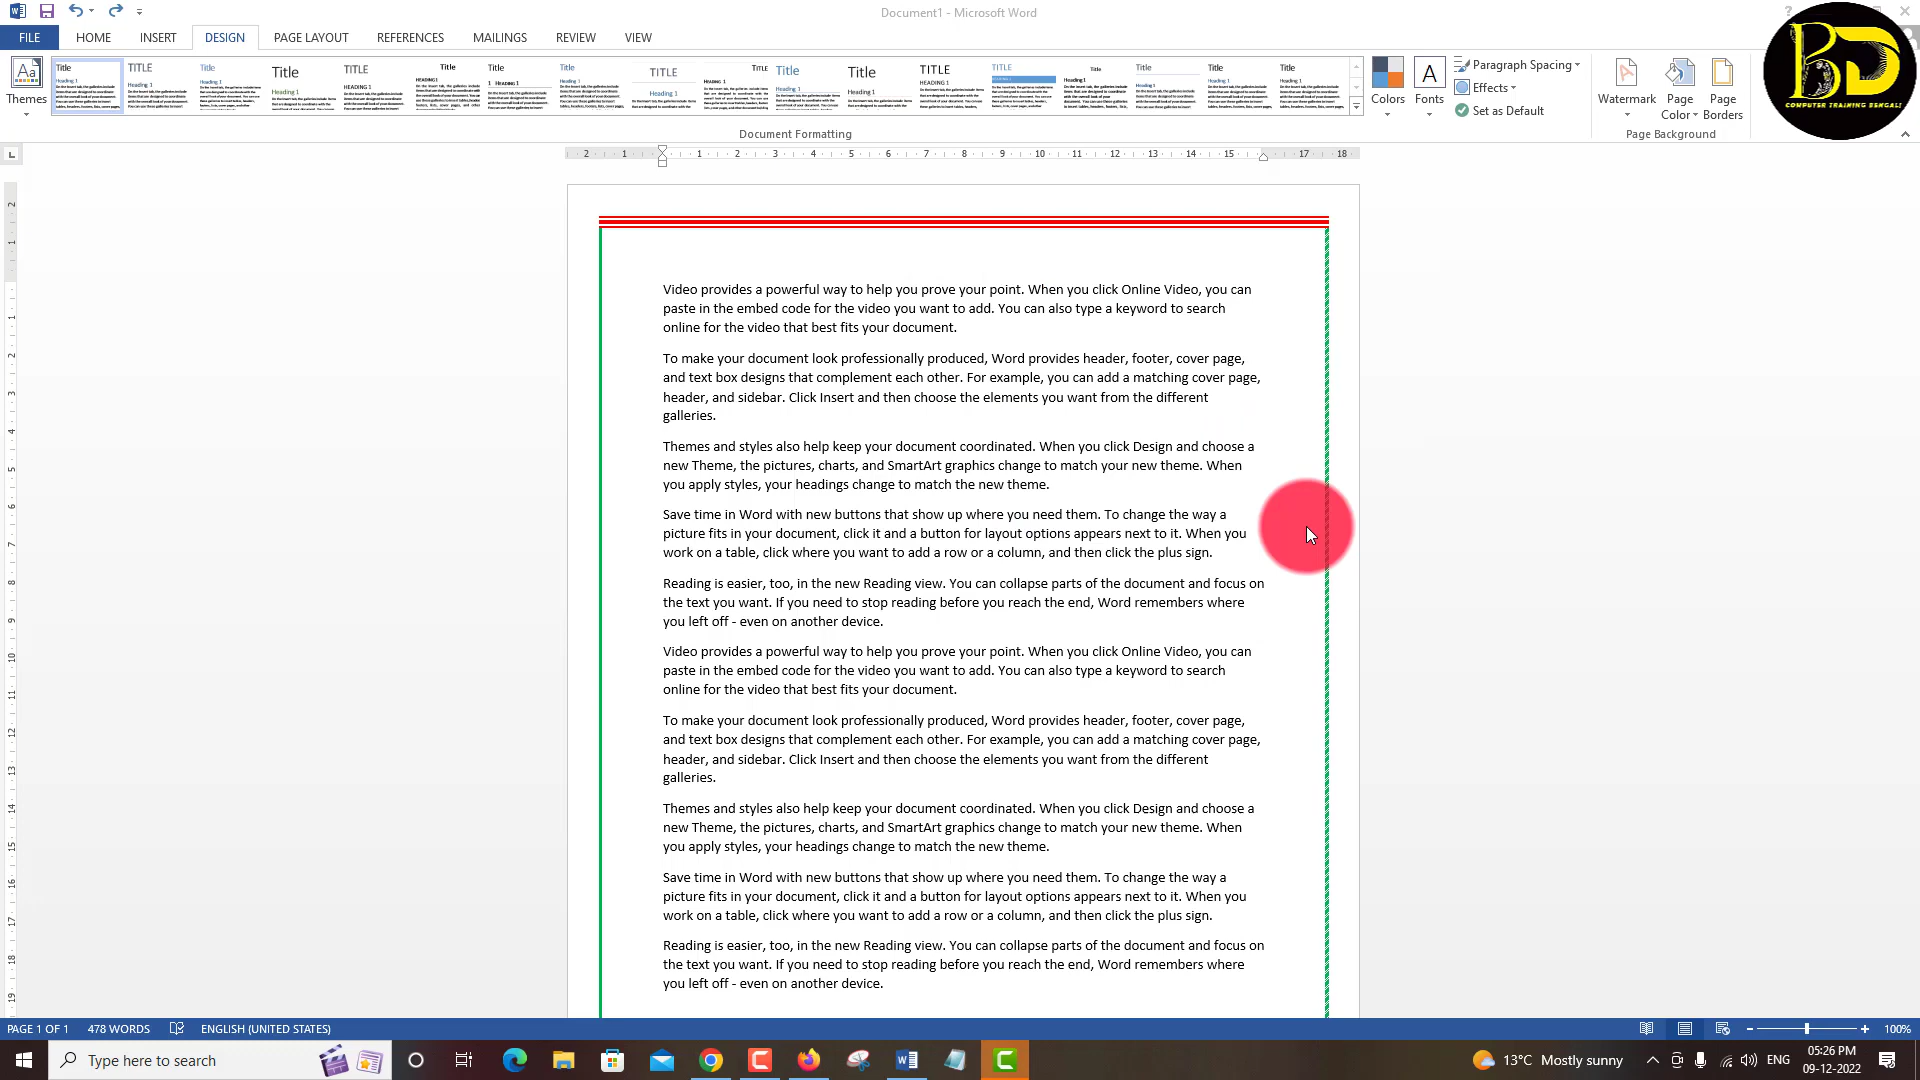 Document1 - Microsoft Word
FILE HOME INSERT DESIGN PAGE LAYOUT REFERENCES MAILINGS REVIEW VIEW
Themes
Colors
Fonts
Paragraph Spacing
Effects
Set as Default
Watermark
Page Color
Page Borders
Document Formatting
Page Background
BD
COMPUTER TRAINING BENGALI
Video provides a powerful way to help you prove your point. When you click Online Video, you can
paste in the embed code for the video you want to add. You can also type a keyword to search
online for the video that best fits your document.
To make your document look professionally produced, Word provides header, footer, cover page,
and text box designs that complement each other. For example, you can add a matching cover page,
header, and sidebar. Click Insert and then choose the elements you want from the different
galleries.
Themes and styles also help keep your document coordinated. When you click Design and choose a
new Theme, the pictures, charts, and SmartArt graphics change to match your new theme. When
you apply styles, your headings change to match the new theme.
Save time in Word with new buttons that show up where you need them. To change the way a
picture fits in your document, click it and a button for layout options appears next to it. When you
work on a table, click where you want to add a row or a column, and then click the plus sign.
Reading is easier, too, in the new Reading view. You can collapse parts of the document and focus on
the text you want. If you need to stop reading before you reach the end, Word remembers where
you left off - even on another device.
Video provides a powerful way to help you prove your point. When you click Online Video, you can
paste in the embed code for the video you want to add. You can also type a keyword to search
online for the video that best fits your document.
To make your document look professionally produced, Word provides header, footer, cover page,
and text box designs that complement each other. For example, you can add a matching cover page,
header, and sidebar. Click Insert and then choose the elements you want from the different
galleries.
Themes and styles also help keep your document coordinated. When you click Design and choose a
new Theme, the pictures, charts, and SmartArt graphics change to match your new theme. When
you apply styles, your headings change to match the new theme.
Save time in Word with new buttons that show up where you need them. To change the way a
picture fits in your document, click it and a button for layout options appears next to it. When you
work on a table, click where you want to add a row or a column, and then click the plus sign.
Reading is easier, too, in the new Reading view. You can collapse parts of the document and focus on
the text you want. If you need to stop reading before you reach the end, Word remembers where
you left off - even on another device.
PAGE 1 OF 1 478 WORDS ENGLISH (UNITED STATES) 100%
Type here to search
13°C Mostly sunny ENG
05:26 PM
09-12-2022